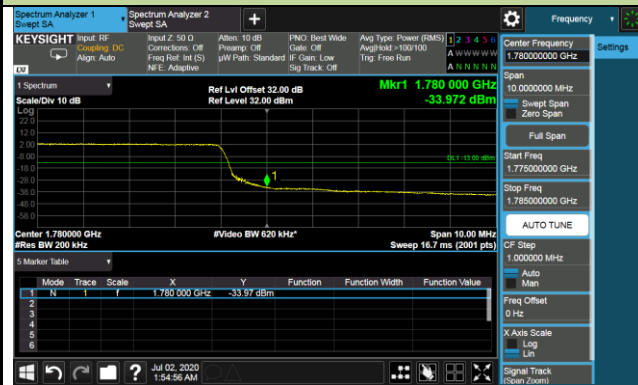 Spectrum Analyzer 1
Swept SA
Spectrum Analyzer 2
Swept SA
+
Frequency
KEYSIGHT
Input: RF
Coupling: DC
Align: Auto
Input Z: 50 Ω
Corrections: Off
Freq Ref: Int (S)
NFE: Adaptive
Atten: 10 dB
Preamp: Off
µW Path: Standard
PNO: Best Wide
Gate: Off
IF Gain: Low
Sig Track: Off
Avg Type: Power (RMS)
Avg|Hold:>100/100
Trig: Free Run
1 2 3 4 5 6
A W W W W W
A N N N N N
LXI
1 Spectrum
Scale/Div 10 dB
Log
Ref Lvl Offset 32.00 dB
Ref Level 32.00 dBm
Mkr1 1.780 000 GHz
-33.972 dBm
22.0
12.0
2.00
-8.00
-18.0
-28.0
-38.0
-48.0
-58.0
DL1 -13.00 dBm
1
Center 1.780000 GHz
#Res BW 200 kHz
#Video BW 620 kHz*
Span 10.00 MHz
Sweep 16.7 ms (2001 pts)
5 Marker Table
Mode Trace Scale X Y Function Function Width Function Value
1 N 1 f 1.780 000 GHz -33.97 dBm
2
3
4
5
6
Jul 02, 2020
1:54:56 AM
?
Center Frequency
1.78000000 GHz
Settings
Span
10.0000000 MHz
Swept Span
Zero Span
Full Span
Start Freq
1.775000000 GHz
Stop Freq
1.785000000 GHz
AUTO TUNE
CF Step
1.000000 MHz
Auto
Man
Freq Offset
0 Hz
X Axis Scale
Log
Lin
Signal Track
(Span Zoom)